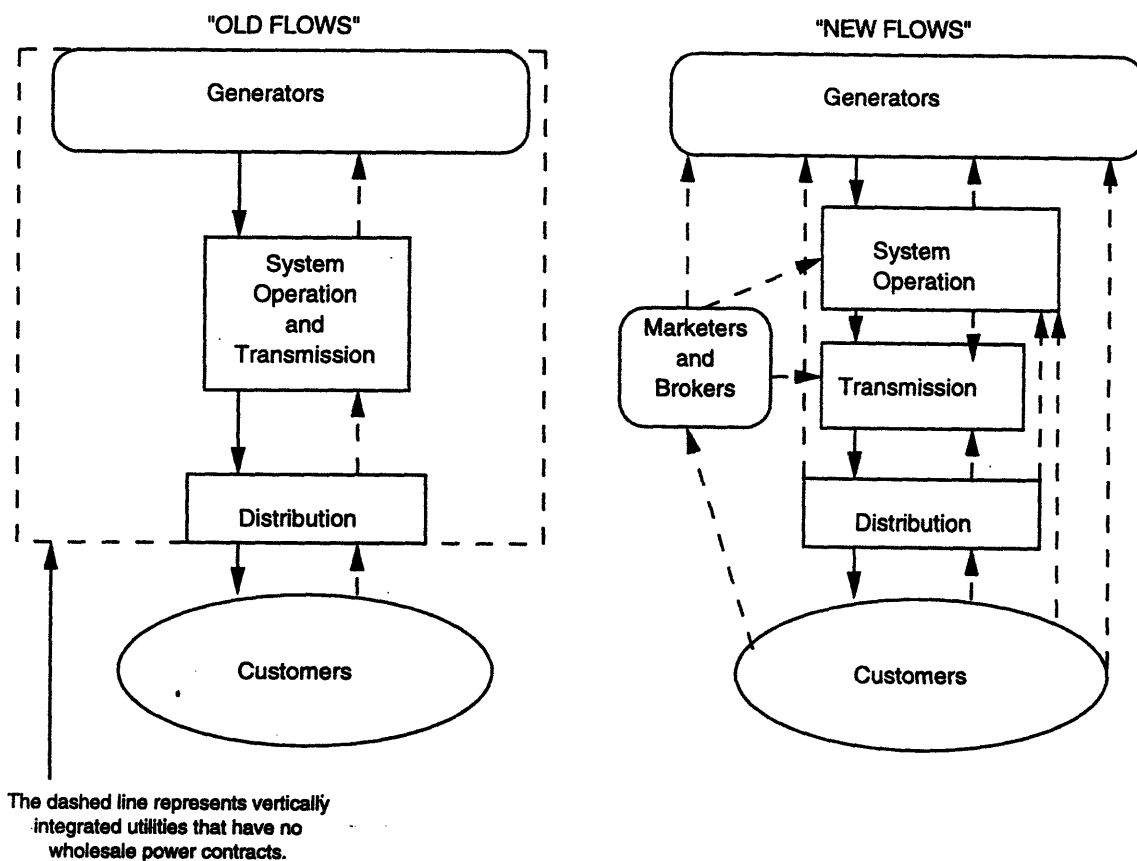 "OLD FLOWS"
Generators
System
Operation
and
Transmission
Distribution
Customers
The dashed line represents vertically
integrated utilities that have no
wholesale power contracts.
"NEW FLOWS"
Generators
System
Operation
Marketers
and
Brokers
Transmission
Distribution
Customers